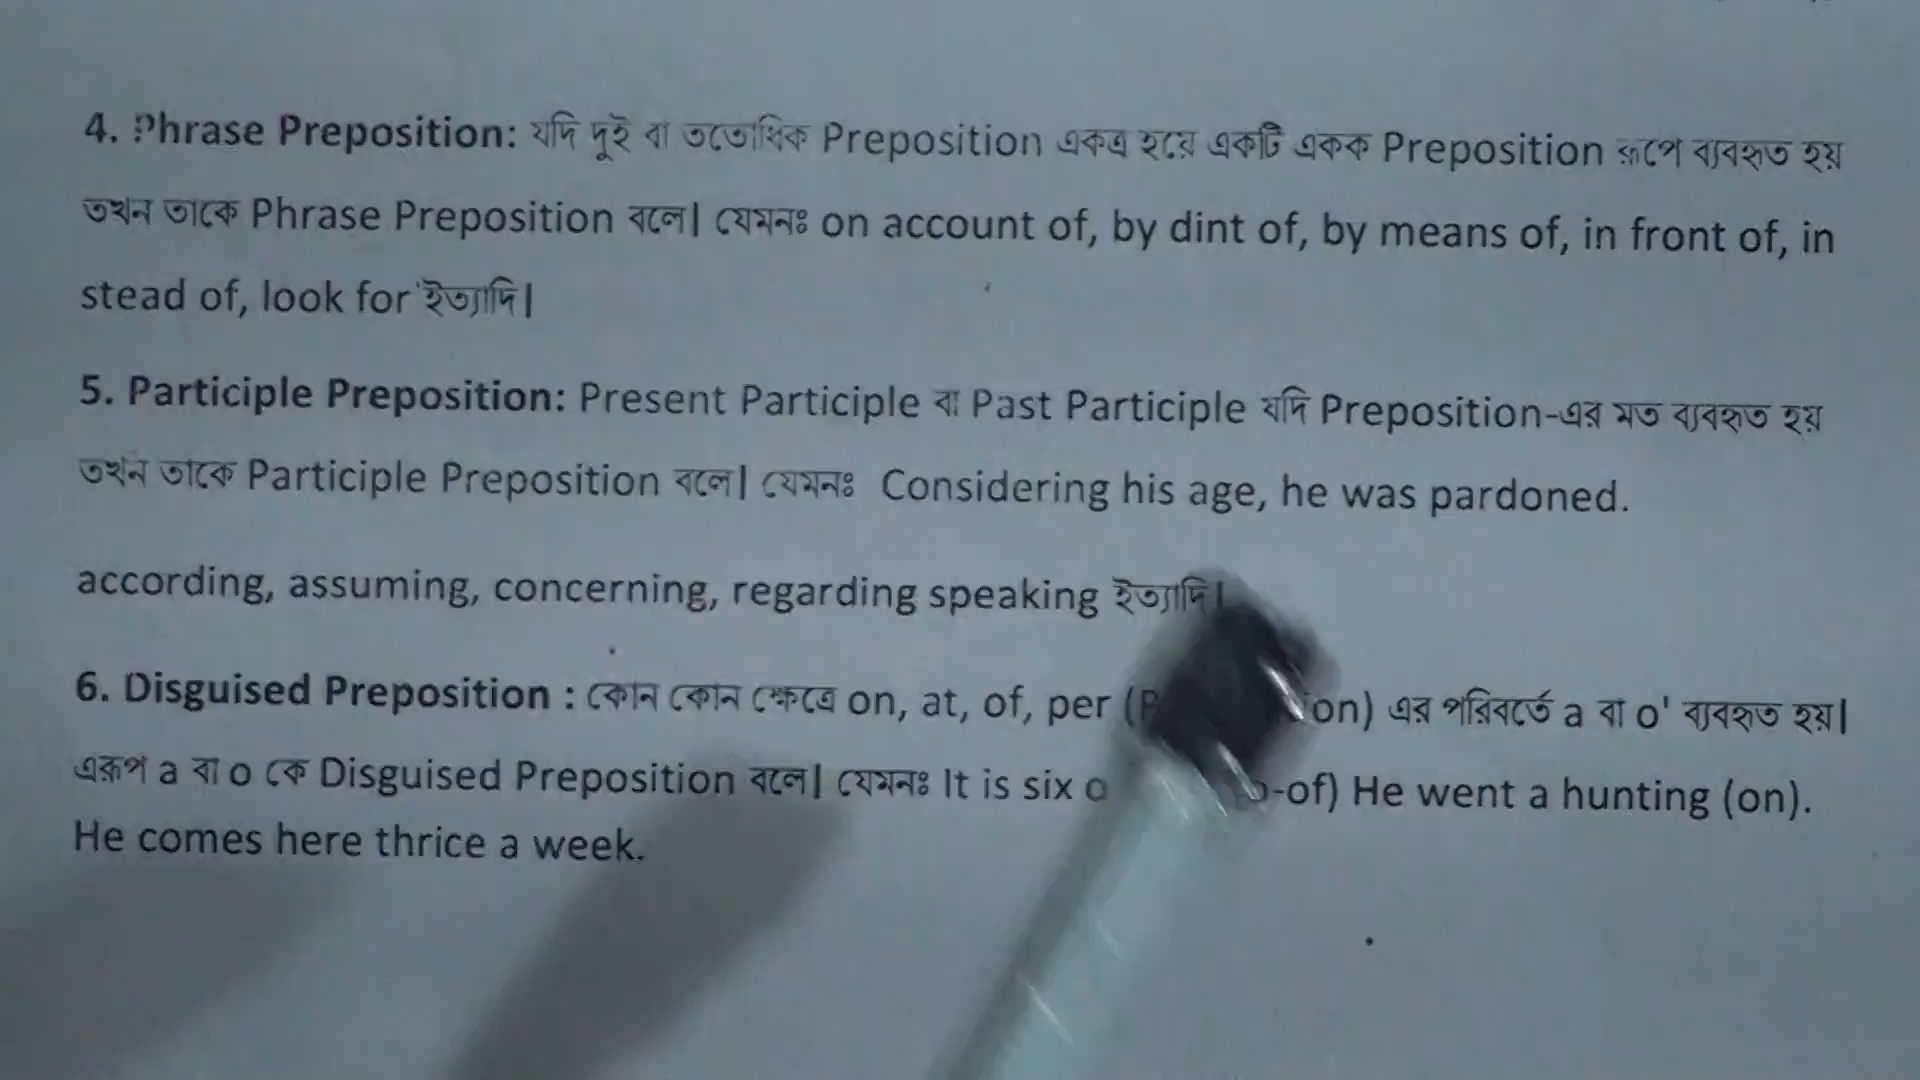 4. Phrase Preposition: যদি দুই বা ততোধিক Preposition একত্র হয়ে একটি একক Preposition রূপে ব্যবহৃত হয়
তখন তাকে Phrase Preposition বলে| যেমনঃ on account of, by dint of, by means of, in front of, in
stead of, look for ইত্যাদি|
5. Participle Preposition: Present Participle বা Past Participle যদি Preposition-এর মত ব্যবহৃত হয়
তখন তাকে Participle Preposition বলে| যেমনঃ Considering his age, he was pardoned.
according, assuming, concerning, regarding speaking ইত্যাদি|
6. Disguised Preposition : কোন কোন ক্ষেত্রে on, at, of, per এর পরিবর্তে a বা o' ব্যবহৃত হয়|
এরূপ a বা o কে Disguised Preposition বলে| যেমনঃ It is six He went a hunting (on).
He comes here thrice a week.